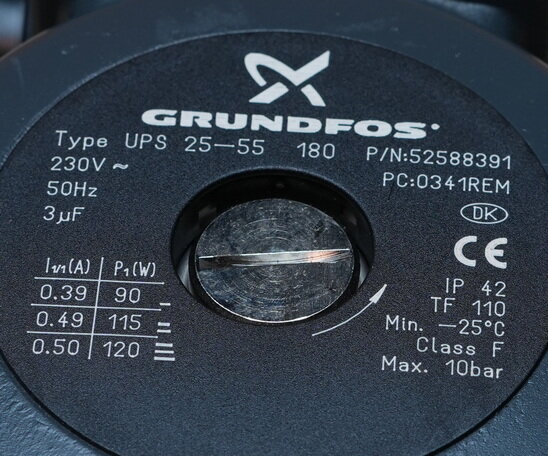 GRUNDFOS
Type UPS 25-55 180 P/N:52588391
230V ~ PC:0341REM
50Hz
3µF
DK
CE
I1/1(A) P1(W)
0.39 90
0.49 115
0.50 120
IP 42
TF 110
Min. -25°C
Class F
Max. 10bar